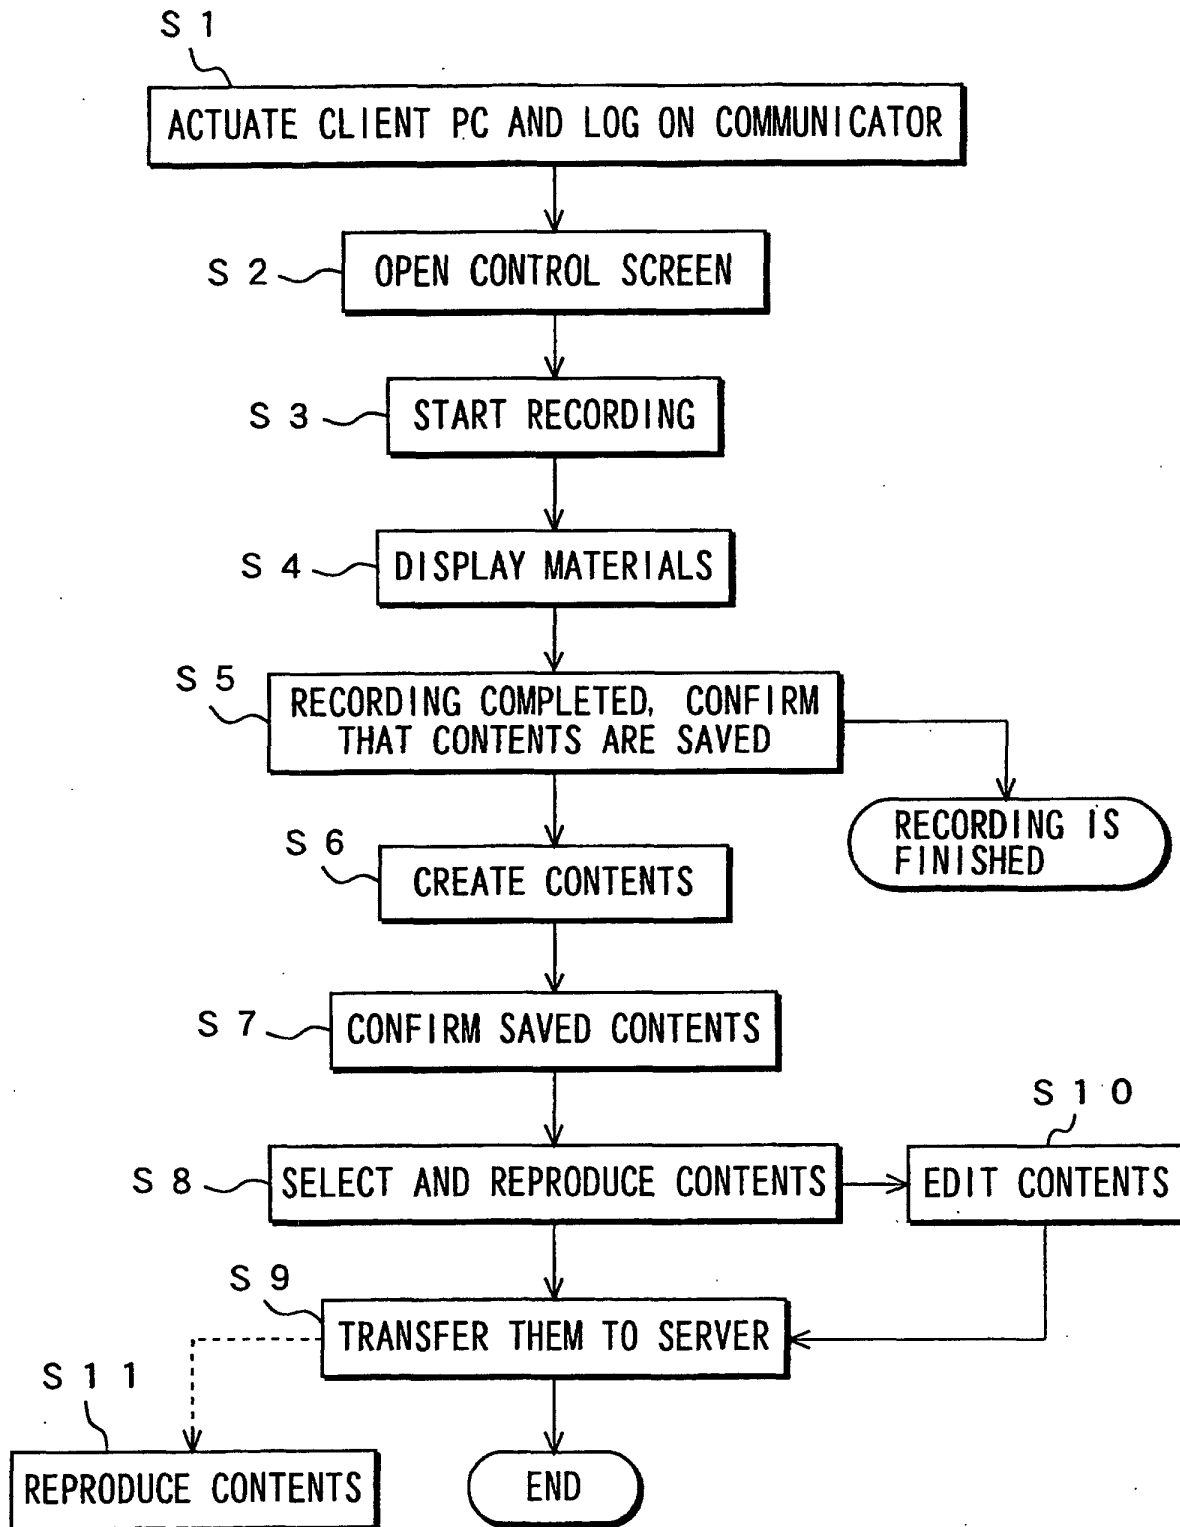 S 1
ACTUATE CLIENT PC AND LOG ON COMMUNICATOR
S 2
OPEN CONTROL SCREEN
S 3
START RECORDING
S 4
DISPLAY MATERIALS
S 5
RECORDING COMPLETED, CONFIRM
THAT CONTENTS ARE SAVED
RECORDING IS
FINISHED
S 6
CREATE CONTENTS
S 7
CONFIRM SAVED CONTENTS
S 8
SELECT AND REPRODUCE CONTENTS
S 1 0
EDIT CONTENTS
S 9
TRANSFER THEM TO SERVER
S 1 1
REPRODUCE CONTENTS
END